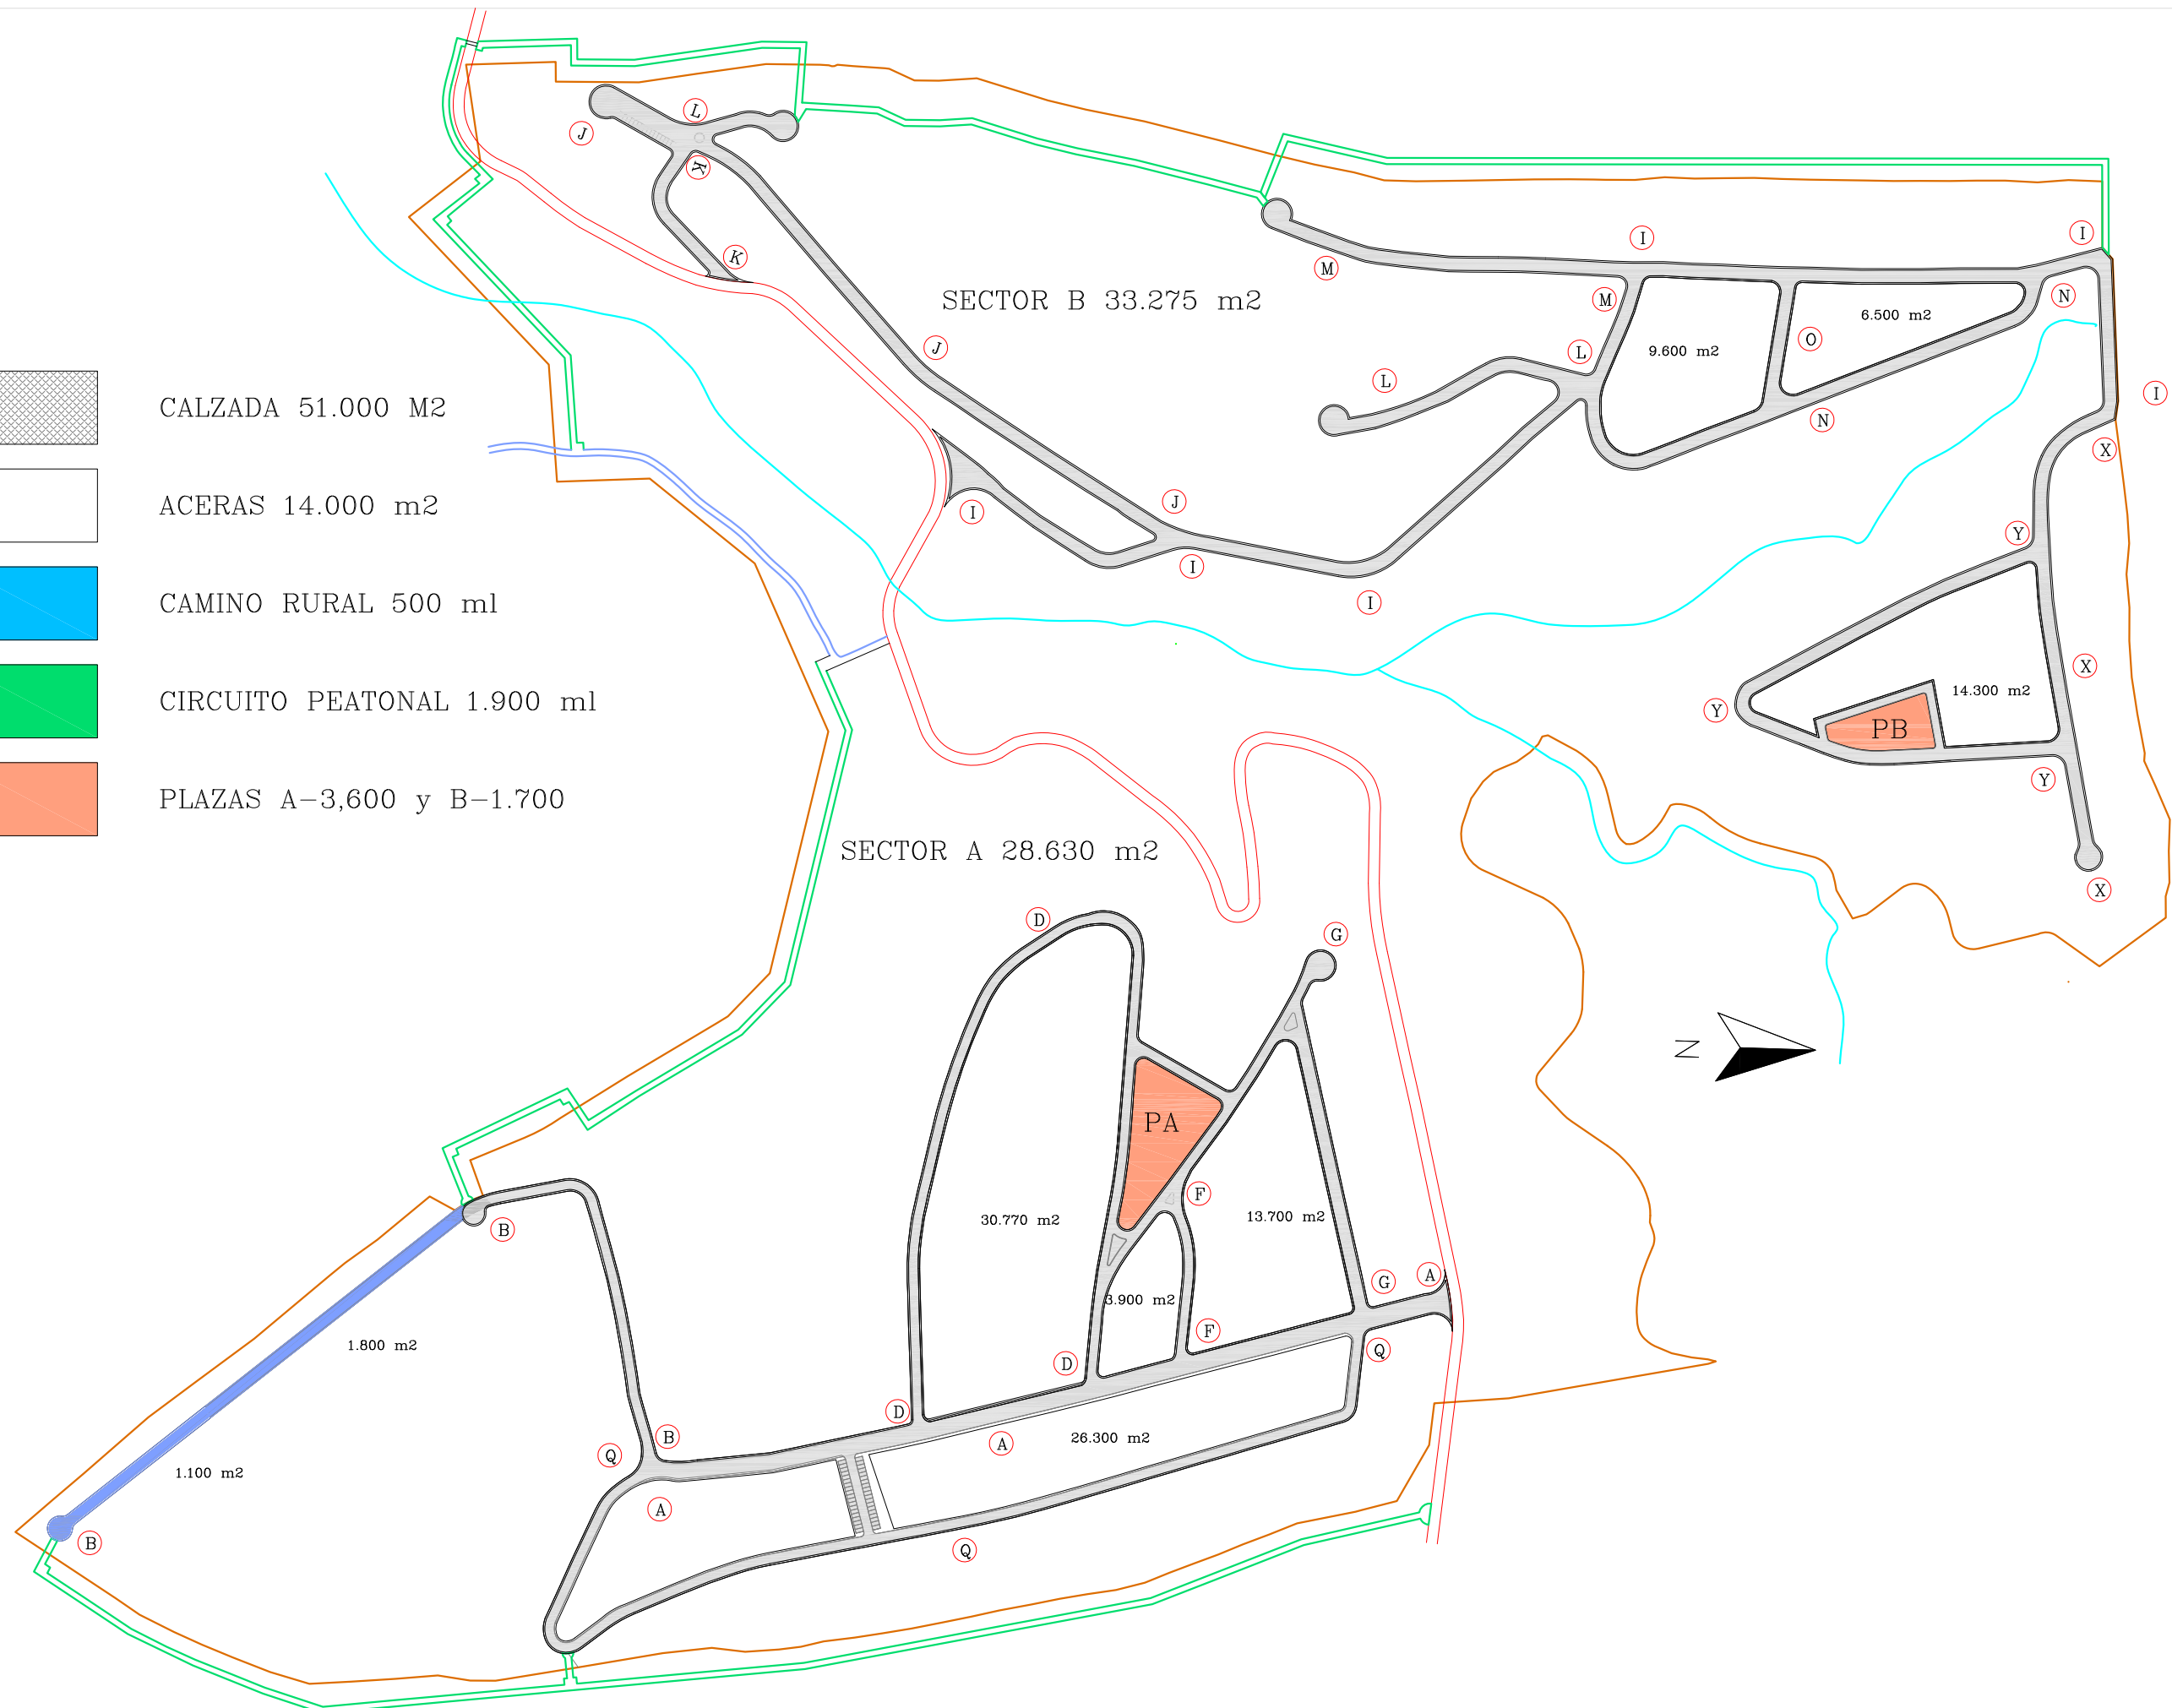 L
J
K
K
SECTOR B 33.275 m2
I
I
M
M
N
6.500 m2
O
9.600 m2
J
L
L
I
N
X
CALZADA 51.000 M2
ACERAS 14.000 m2
CAMINO RURAL 500 ml
CIRCUITO PEATONAL 1.900 ml
PLAZAS A-3,600 y B-1.700
J
I
I
I
Y
X
14.300 m2
Y
PB
Y
X
SECTOR A 28.630 m2
D
G
N
PA
F
B
30.770 m2
13.700 m2
G
A
3.900 m2
F
1.800 m2
Q
D
D
B
A
26.300 m2
Q
1.100 m2
A
B
Q